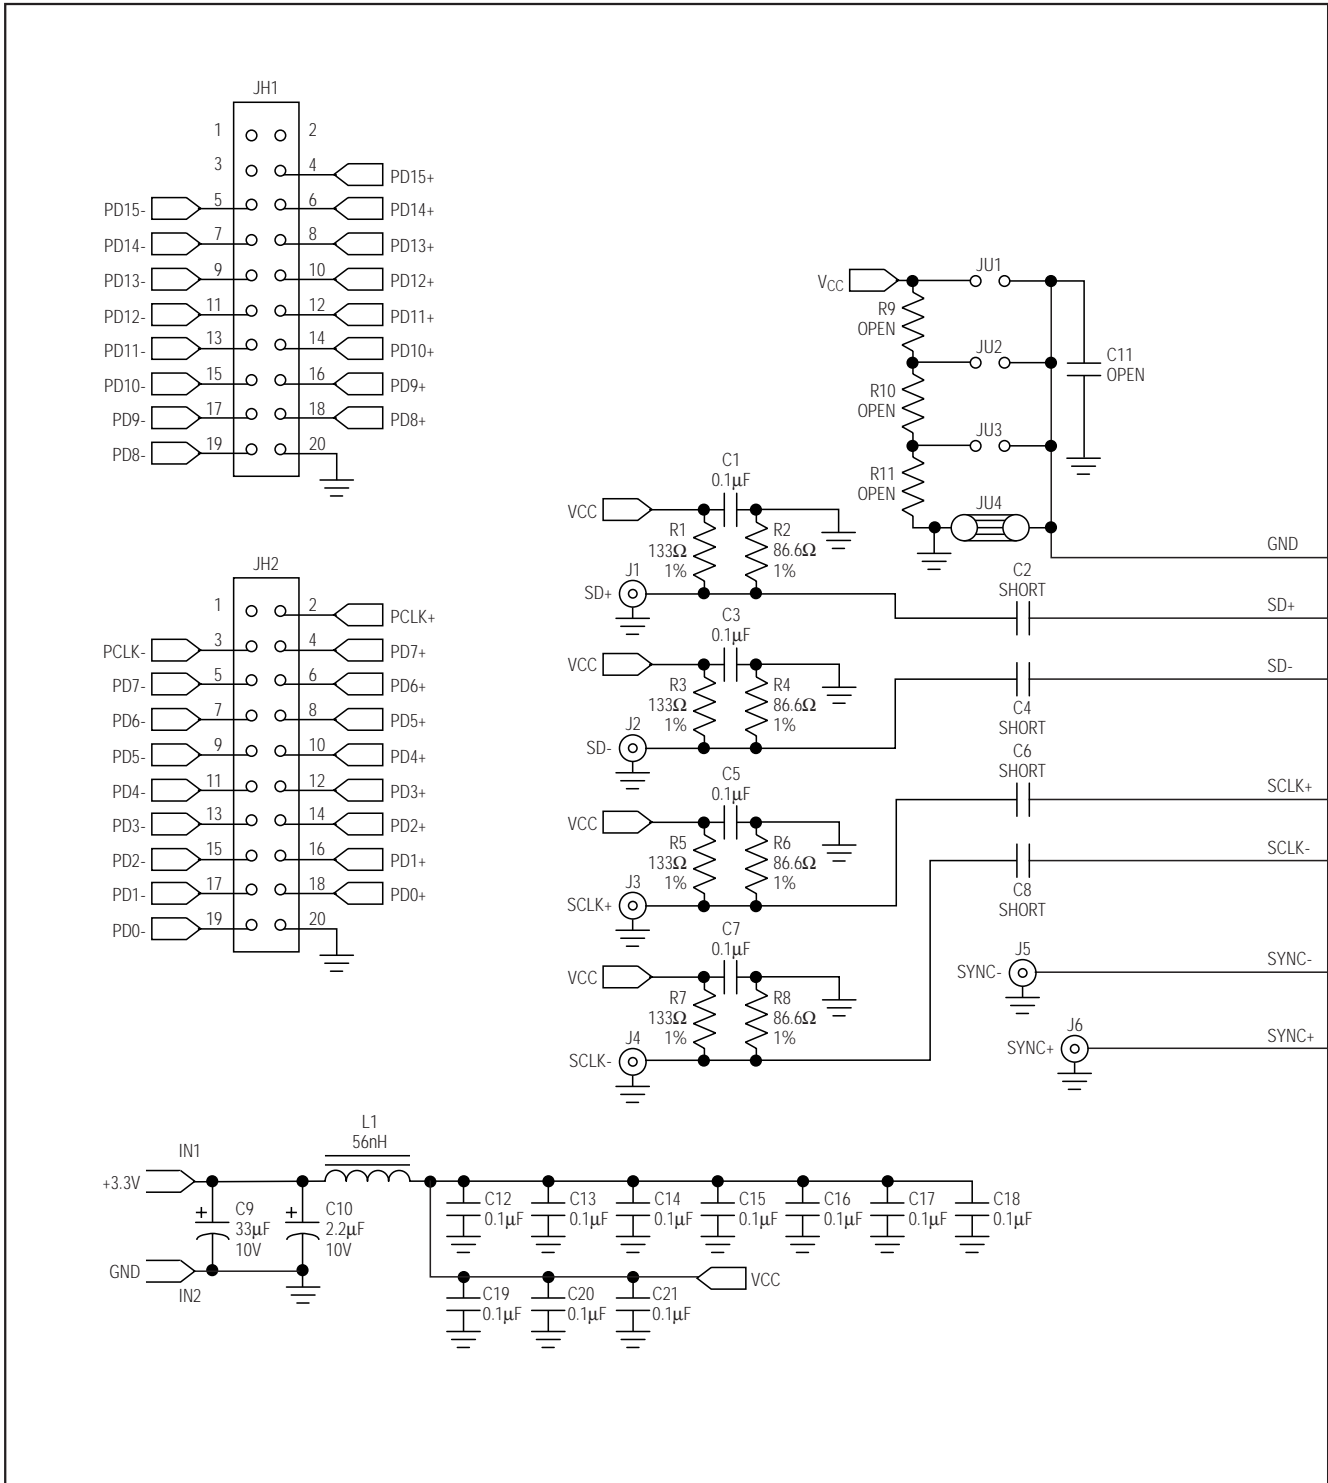 JH1
1 2
3 4 PD15+
PD15- 5 6 PD14+
PD14- 7 8 PD13+
PD13- 9 10 PD12+
PD12- 11 12 PD11+
PD11- 13 14 PD10+
PD10- 15 16 PD9+
PD9- 17 18 PD8+
PD8- 19 20
JH2
1 2 PCLK+
PCLK- 3 4 PD7+
PD7- 5 6 PD6+
PD6- 7 8 PD5+
PD5- 9 10 PD4+
PD4- 11 12 PD3+
PD3- 13 14 PD2+
PD2- 15 16 PD1+
PD1- 17 18 PD0+
PD0- 19 20
VCC
JU1
R9
OPEN
JU2
C11
OPEN
R10
OPEN
JU3
R11
OPEN
JU4
GND
C1
0.1μF
VCC
R1
133Ω
1%
R2
86.6Ω
1%
J1
SD+
C2
SHORT
SD+
C3
0.1μF
VCC
R3
133Ω
1%
R4
86.6Ω
1%
J2
SD-
SD-
C4
SHORT
C5
0.1μF
VCC
R5
133Ω
1%
R6
86.6Ω
1%
J3
SCLK+
C6
SHORT
SCLK+
C7
0.1μF
VCC
R7
133Ω
1%
R8
86.6Ω
1%
J4
SCLK-
SCLK-
C8
SHORT
J5
SYNC-
SYNC-
J6
SYNC+
SYNC+
L1
56nH
IN1
+3.3V
C9
33μF
10V
C10
2.2μF
10V
GND
IN2
C12
0.1μF
C13
0.1μF
C14
0.1μF
C15
0.1μF
C16
0.1μF
C17
0.1μF
C18
0.1μF
VCC
C19
0.1μF
C20
0.1μF
C21
0.1μF